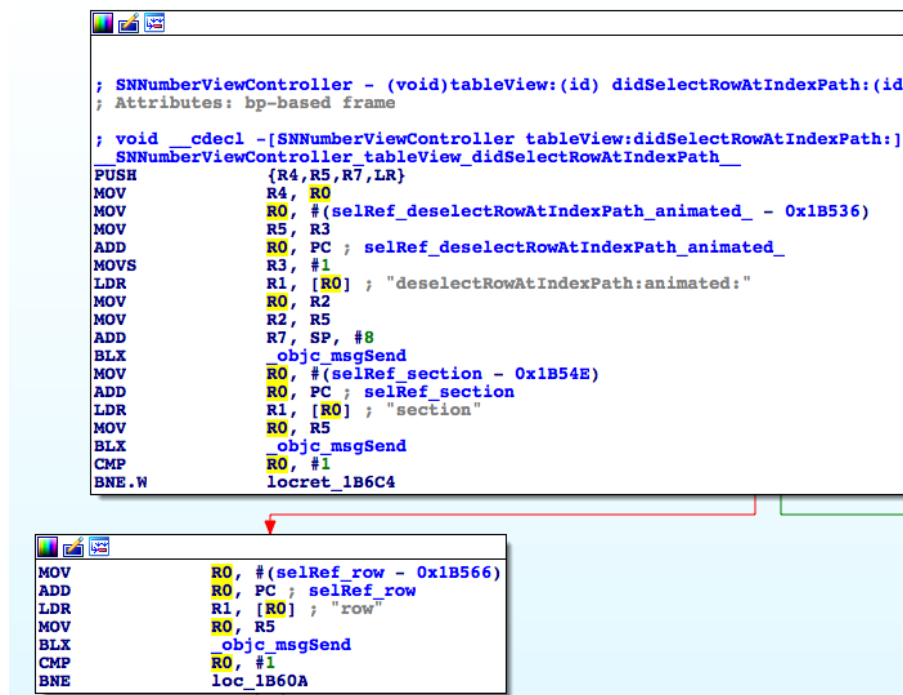 ; SNNumberViewController - (void)tableView:(id) didSelectRowAtIndexPath:(id
; Attributes: bp-based frame
; void __cdecl -[SNNumberViewController tableView:didSelectRowAtIndexPath:]
__SNNumberViewController_tableView_didSelectRowAtIndexPath__
PUSH {R4,R5,R7,LR}
MOV R4, R0
MOV R0, #(selRef_deselectRowAtIndexPath_animated_ - 0x1B536)
MOV R5, R3
ADD R0, PC ; selRef_deselectRowAtIndexPath_animated_
MOVS R3, #1
LDR R1, [R0] ; "deselectRowAtIndexPath:animated:"
MOV R0, R2
MOV R2, R5
ADD R7, SP, #8
BLX _objc_msgSend
MOV R0, #(selRef_section - 0x1B54E)
ADD R0, PC ; selRef_section
LDR R1, [R0] ; "section"
MOV R0, R5
BLX _objc_msgSend
CMP R0, #1
BNE.W locret_1B6C4
MOV R0, #(selRef_row - 0x1B566)
ADD R0, PC ; selRef_row
LDR R1, [R0] ; "row"
MOV R0, R5
BLX _objc_msgSend
CMP R0, #1
BNE loc_1B60A